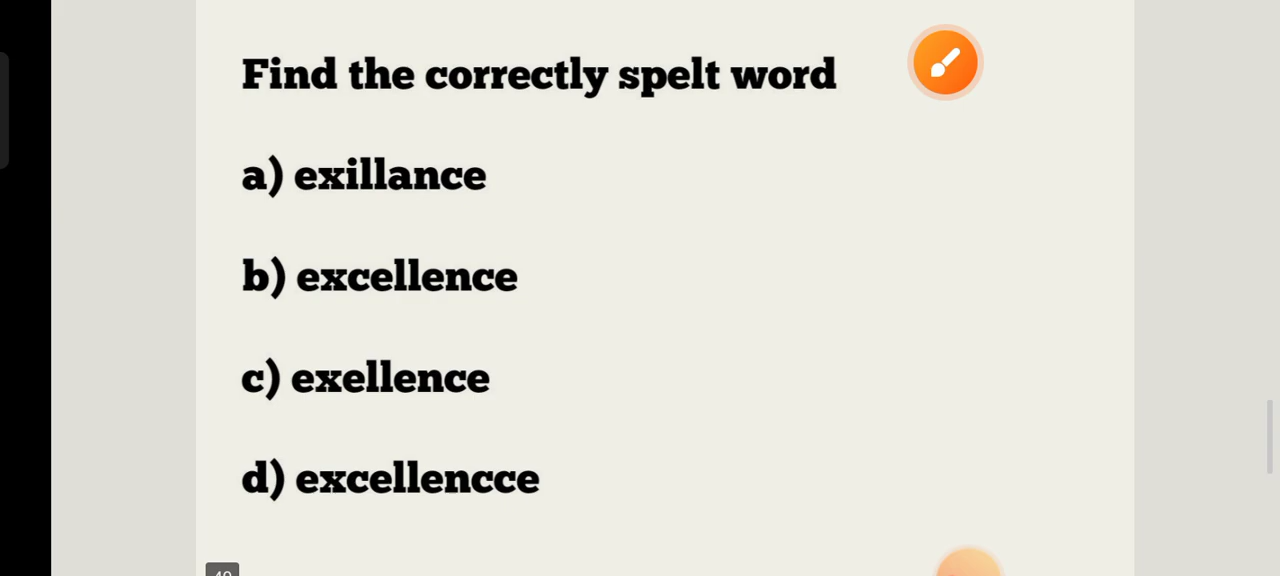 Find the correctly spelt word
a) exillance
b) excellence
c) exellence
d) excellencce